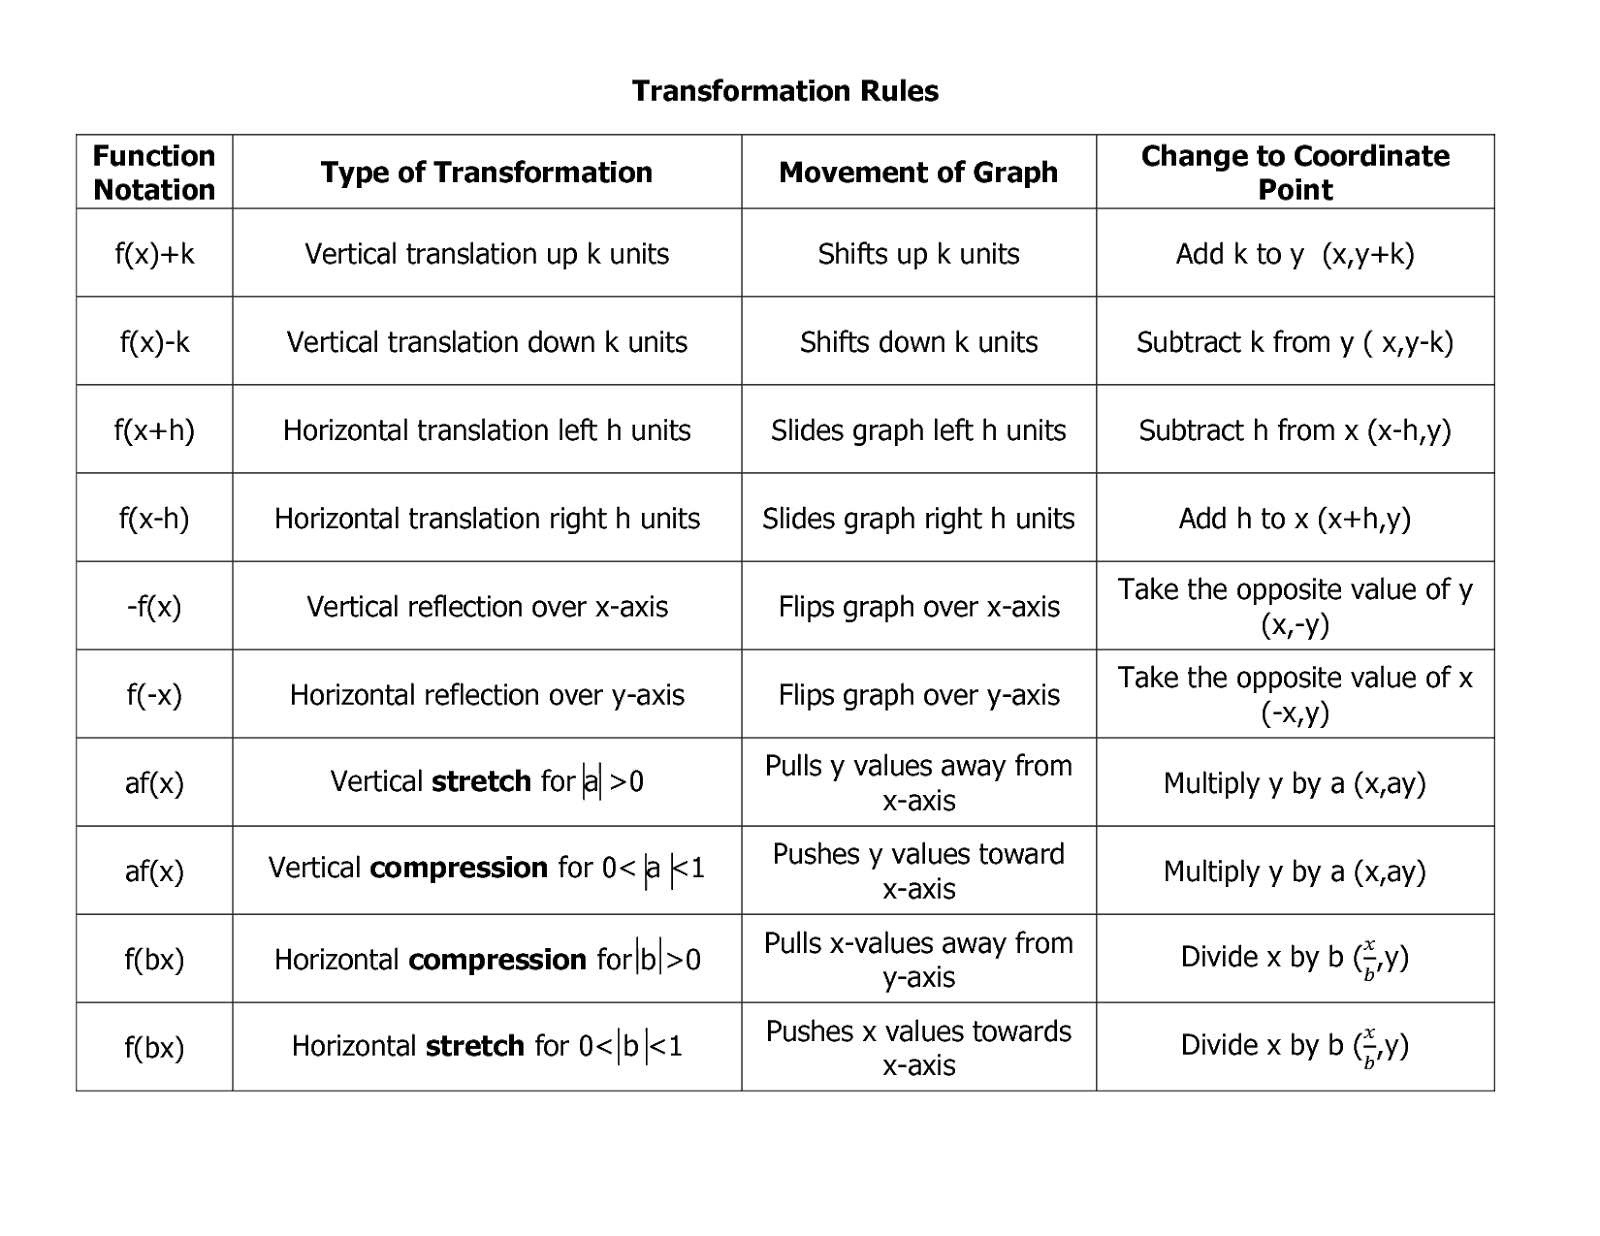 Transformation Rules
Function
Notation
Type of Transformation
Movement of Graph
Change to Coordinate
Point
f(x)+k
Vertical translation up k units
Shifts up k units
Add k to y  (x,y+k)
f(x)-k
Vertical translation down k units
Shifts down k units
Subtract k from y ( x,y-k)
f(x+h)
Horizontal translation left h units
Slides graph left h units
Subtract h from x (x-h,y)
f(x-h)
Horizontal translation right h units
Slides graph right h units
Add h to x (x+h,y)
-f(x)
Vertical reflection over x-axis
Flips graph over x-axis
Take the opposite value of y
(x,-y)
f(-x)
Horizontal reflection over y-axis
Flips graph over y-axis
Take the opposite value of x
(-x,y)
af(x)
Vertical stretch for |a| >0
Pulls y values away from
x-axis
Multiply y by a (x,ay)
af(x)
Vertical compression for 0< |a |<1
Pushes y values toward
x-axis
Multiply y by a (x,ay)
f(bx)
Horizontal compression for|b|>0
Pulls x-values away from
y-axis
Divide x by b (x/b,y)
f(bx)
Horizontal stretch for 0<|b |<1
Pushes x values towards
x-axis
Divide x by b (x/b,y)